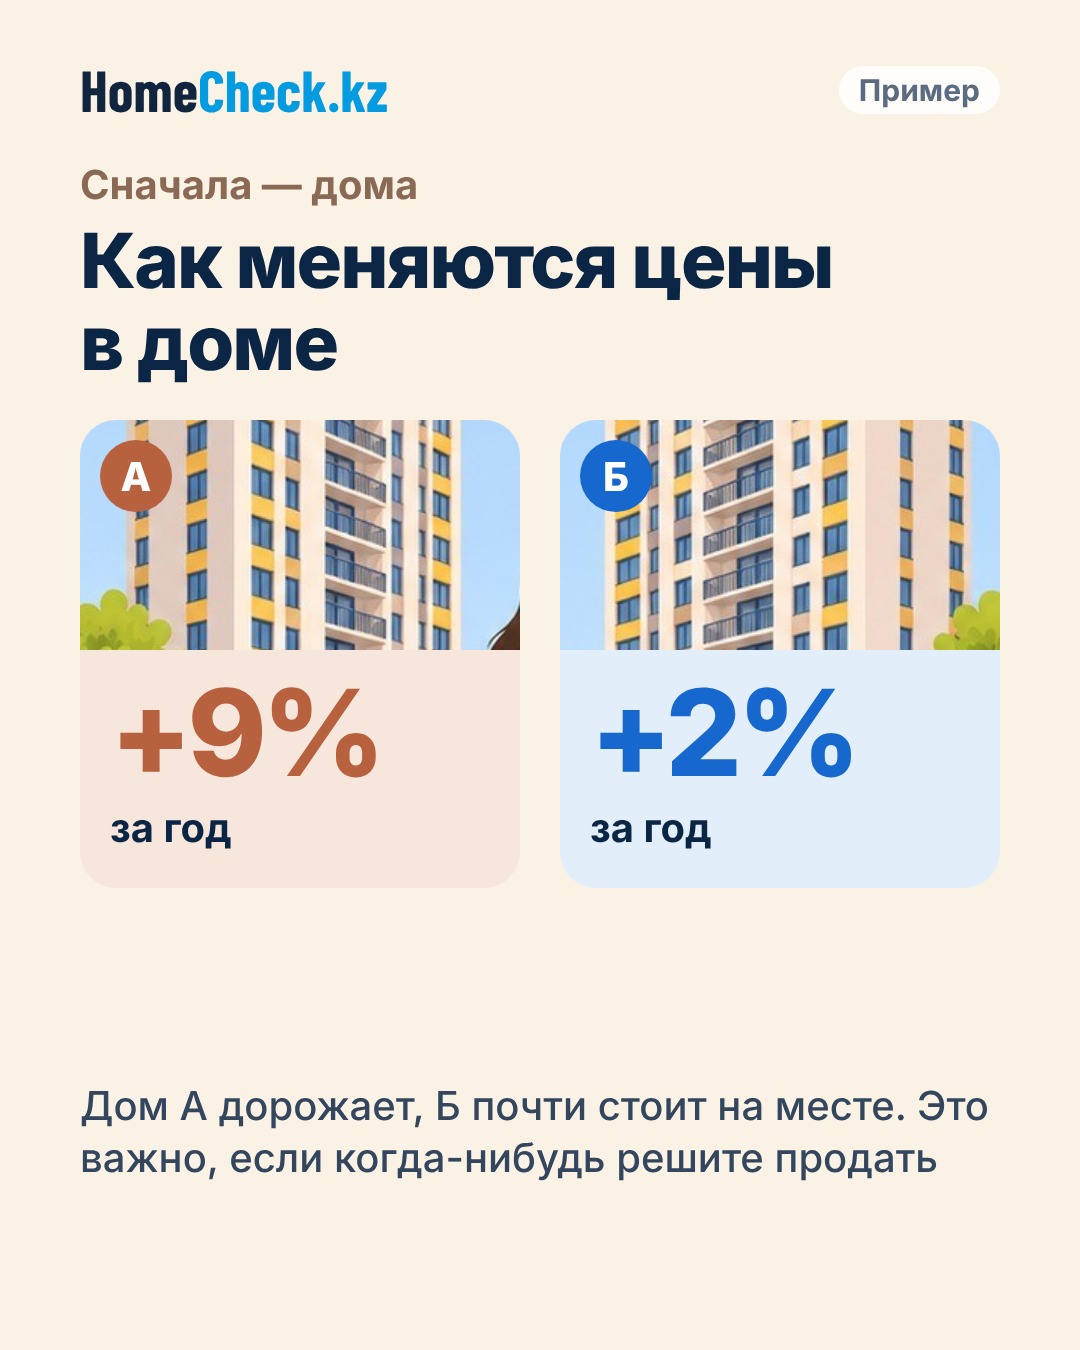 HomeCheck.kz
Пример
Сначала — дома
Как меняются цены
в доме
А
Б
+9%
+2%
за год
за год
Дом А дорожает, Б почти стоит на месте. Это
важно, если когда-нибудь решите продать